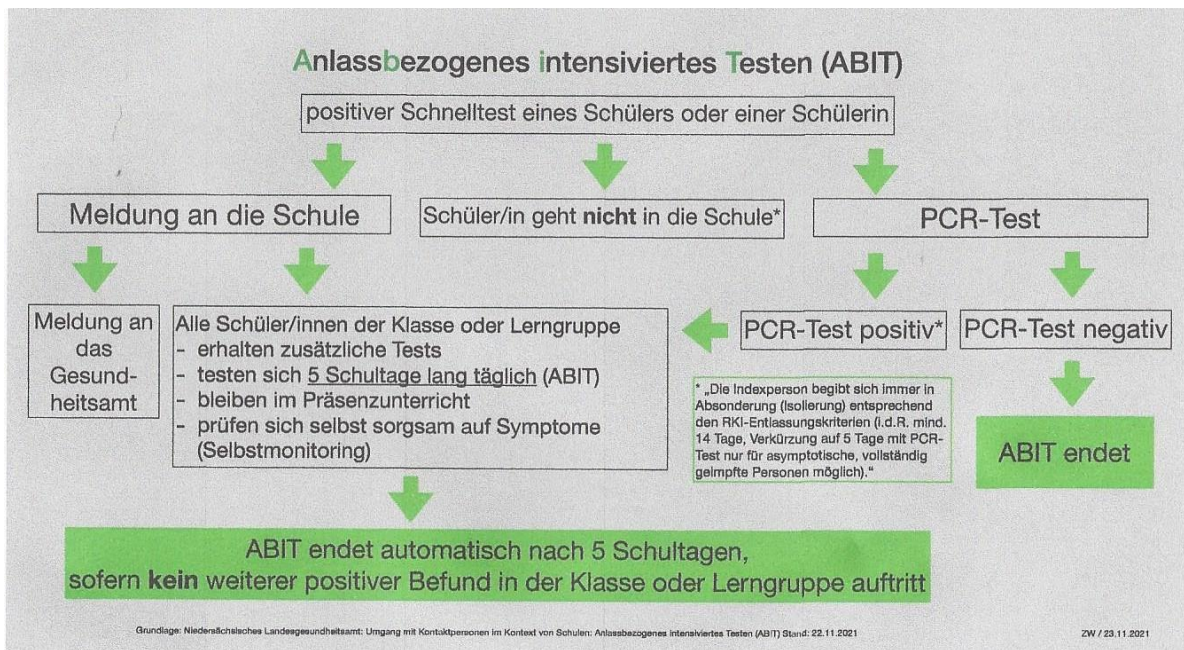 Anlassbezogenes intensiviertes Testen (ABIT)
positiver Schnelltest eines Schülers oder einer Schülerin
Meldung an die Schule
Schüler/in geht nicht in die Schule*
PCR-Test
Meldung an
das
Gesund-
heitsamt
Alle Schüler/innen der Klasse oder Lerngruppe
- erhalten zusätzliche Tests
- testen sich 5 Schultage lang täglich (ABIT)
- bleiben im Präsenzunterricht
- prüfen sich selbst sorgsam auf Symptome
(Selbstmonitoring)
PCR-Test positiv*
PCR-Test negativ
* „Die Indexperson begibt sich immer in
Absonderung (Isolierung) entsprechend
den RKI-Entlassungskriterien (i.d.R. mind.
14 Tage, Verkürzung auf 5 Tage mit PCR-
Test nur für asymptotische, vollständig
geimpfte Personen möglich).“
ABIT endet
ABIT endet automatisch nach 5 Schultagen,
sofern kein weiterer positiver Befund in der Klasse oder Lerngruppe auftritt
Grundlage: Niedersächsisches Landesgesundheitsamt: Umgang mit Kontaktpersonen im Kontext von Schulen: Anlassbezogenes intensiviertes Testen (ABIT) Stand: 22.11.2021
ZW / 23.11.2021